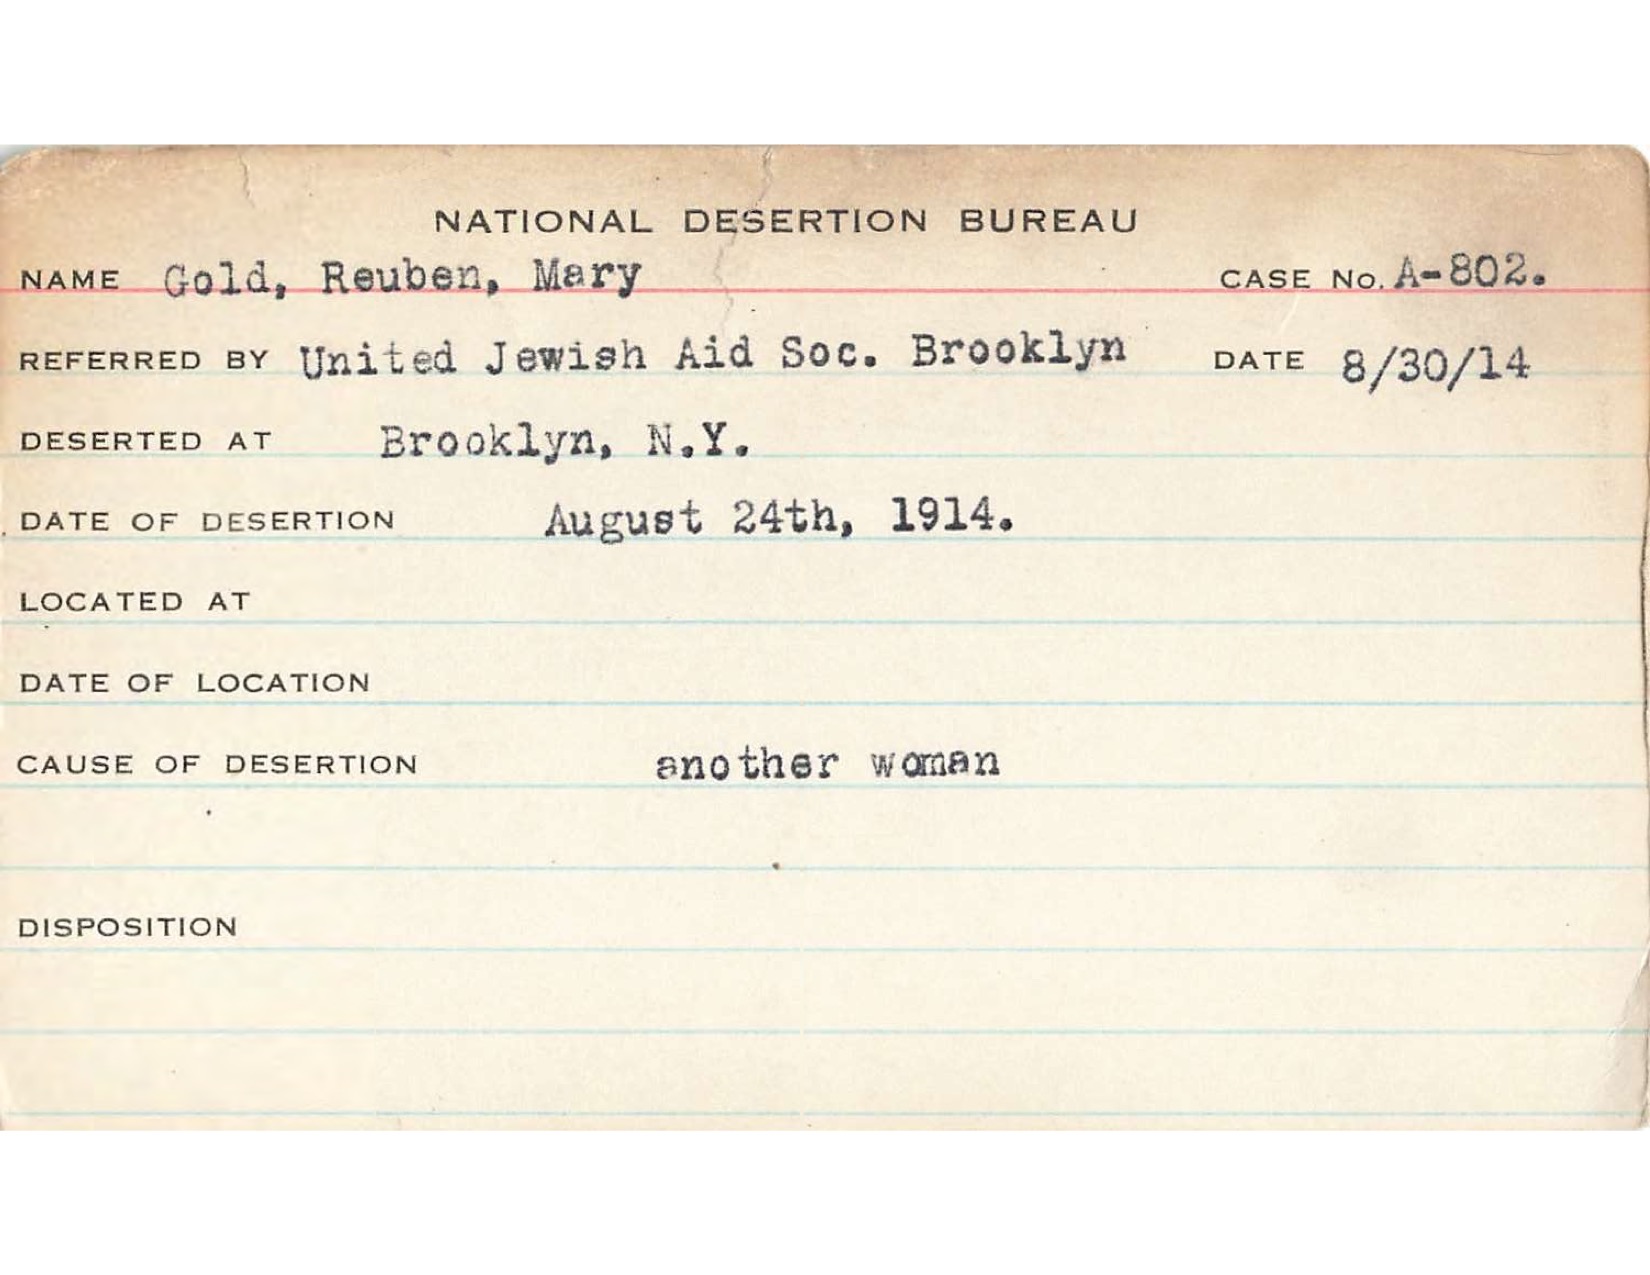 NATIONAL DESERTION BUREAU
NAME Gold, Reuben, Mary CASE No. A-802.
REFERRED BY United Jewish Aid Soc. Brooklyn DATE 8/30/14
DESERTED AT Brooklyn, N.Y.
DATE OF DESERTION August 24th, 1914.
LOCATED AT
DATE OF LOCATION
CAUSE OF DESERTION another woman
DISPOSITION